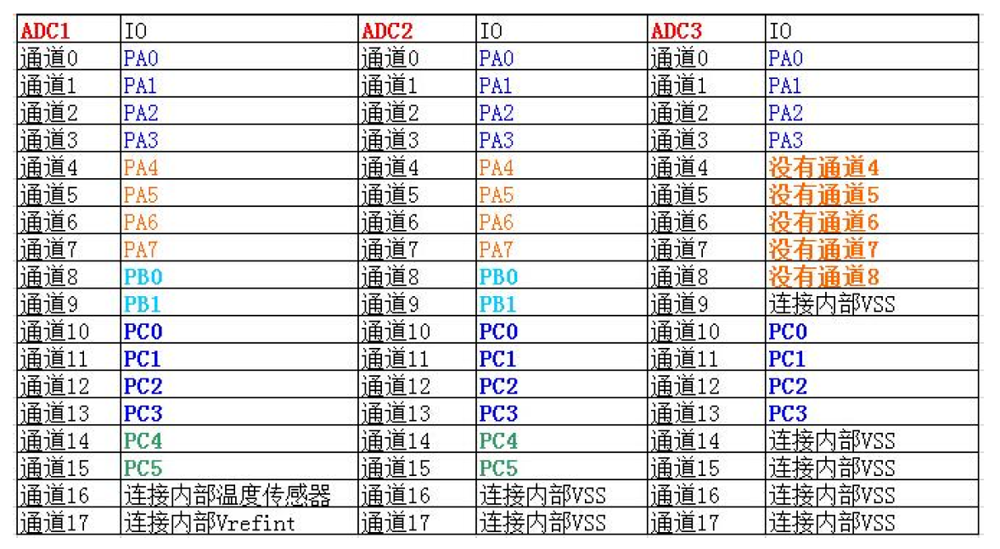 ADC1 IO ADC2 IO ADC3 IO
通道0 PA0 通道0 PA0 通道0 PA0
通道1 PA1 通道1 PA1 通道1 PA1
通道2 PA2 通道2 PA2 通道2 PA2
通道3 PA3 通道3 PA3 通道3 PA3
通道4 PA4 通道4 PA4 通道4 没有通道4
通道5 PA5 通道5 PA5 通道5 没有通道5
通道6 PA6 通道6 PA6 通道6 没有通道6
通道7 PA7 通道7 PA7 通道7 没有通道7
通道8 PB0 通道8 PB0 通道8 没有通道8
通道9 PB1 通道9 PB1 通道9 连接内部VSS
通道10 PC0 通道10 PC0 通道10 PC0
通道11 PC1 通道11 PC1 通道11 PC1
通道12 PC2 通道12 PC2 通道12 PC2
通道13 PC3 通道13 PC3 通道13 PC3
通道14 PC4 通道14 PC4 通道14 连接内部VSS
通道15 PC5 通道15 PC5 通道15 连接内部VSS
通道16 连接内部温度传感器 通道16 连接内部VSS 通道16 连接内部VSS
通道17 连接内部Vrefint 通道17 连接内部VSS 通道17 连接内部VSS